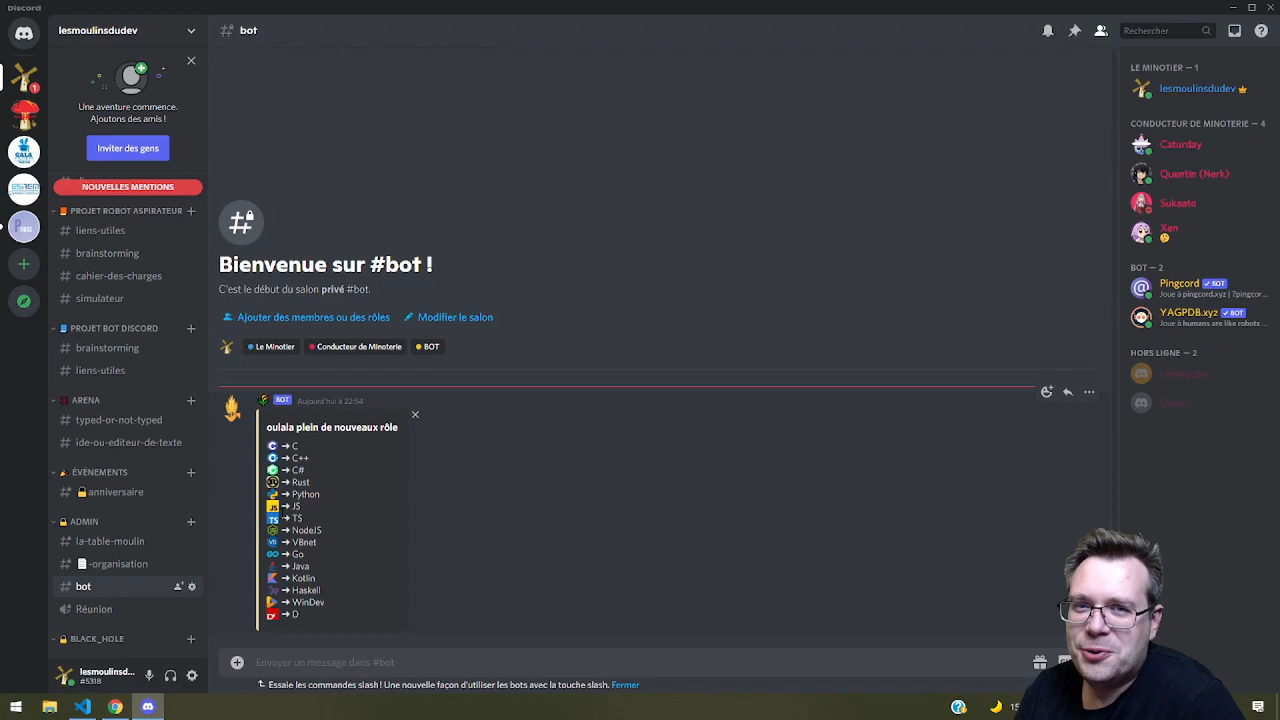 lesmoulinsdudev
Une aventure commence.
Ajoutons des amis !
Inviter des gens
NOUVELLES MENTIONS
PROJET ROBOT ASPIRATEUR
liens-utiles
brainstorming
cahier-des-charges
simulateur
PROJET BOT DISCORD
brainstorming
liens-utiles
ARENA
typed-or-not-typed
ide-ou-editeur-de-texte
ÉVÈNEMENTS
anniversaire
ADMIN
la-table-moulin
-organisation
bot
Réunion
BLACK_HOLE
lesmoulinsd...
#5318
bot
Rechercher
Bienvenue sur #bot !
C'est le début du salon privé #bot.
Ajouter des membres ou des rôles Modifier le salon
Le Minotier Conducteur de Minoterie BOT
BOT Aujourd'hui à 22:54
oulala plein de nouveaux rôle
C
C++
C#
Rust
Python
JS JS
TS TS
NodeJS
VB VBnet
Go
Java
Kotlin
Haskell
WinDev
D
Envoyer un message dans #bot
Essaie les commandes slash ! Une nouvelle façon d'utiliser les bots avec la touche slash. Fermer
LE MINOTIER — 1
lesmoulinsdudev
CONDUCTEUR DE MINOTERIE — 4
Caturday
Quentin (Nerk)
Sukaato
Xen
BOT — 2
Pingcord BOT
Joue à pingcord.xyz | ?pingcor...
YAGPDB.xyz BOT
Joue à humans are like robots ...
HORS LIGNE — 2